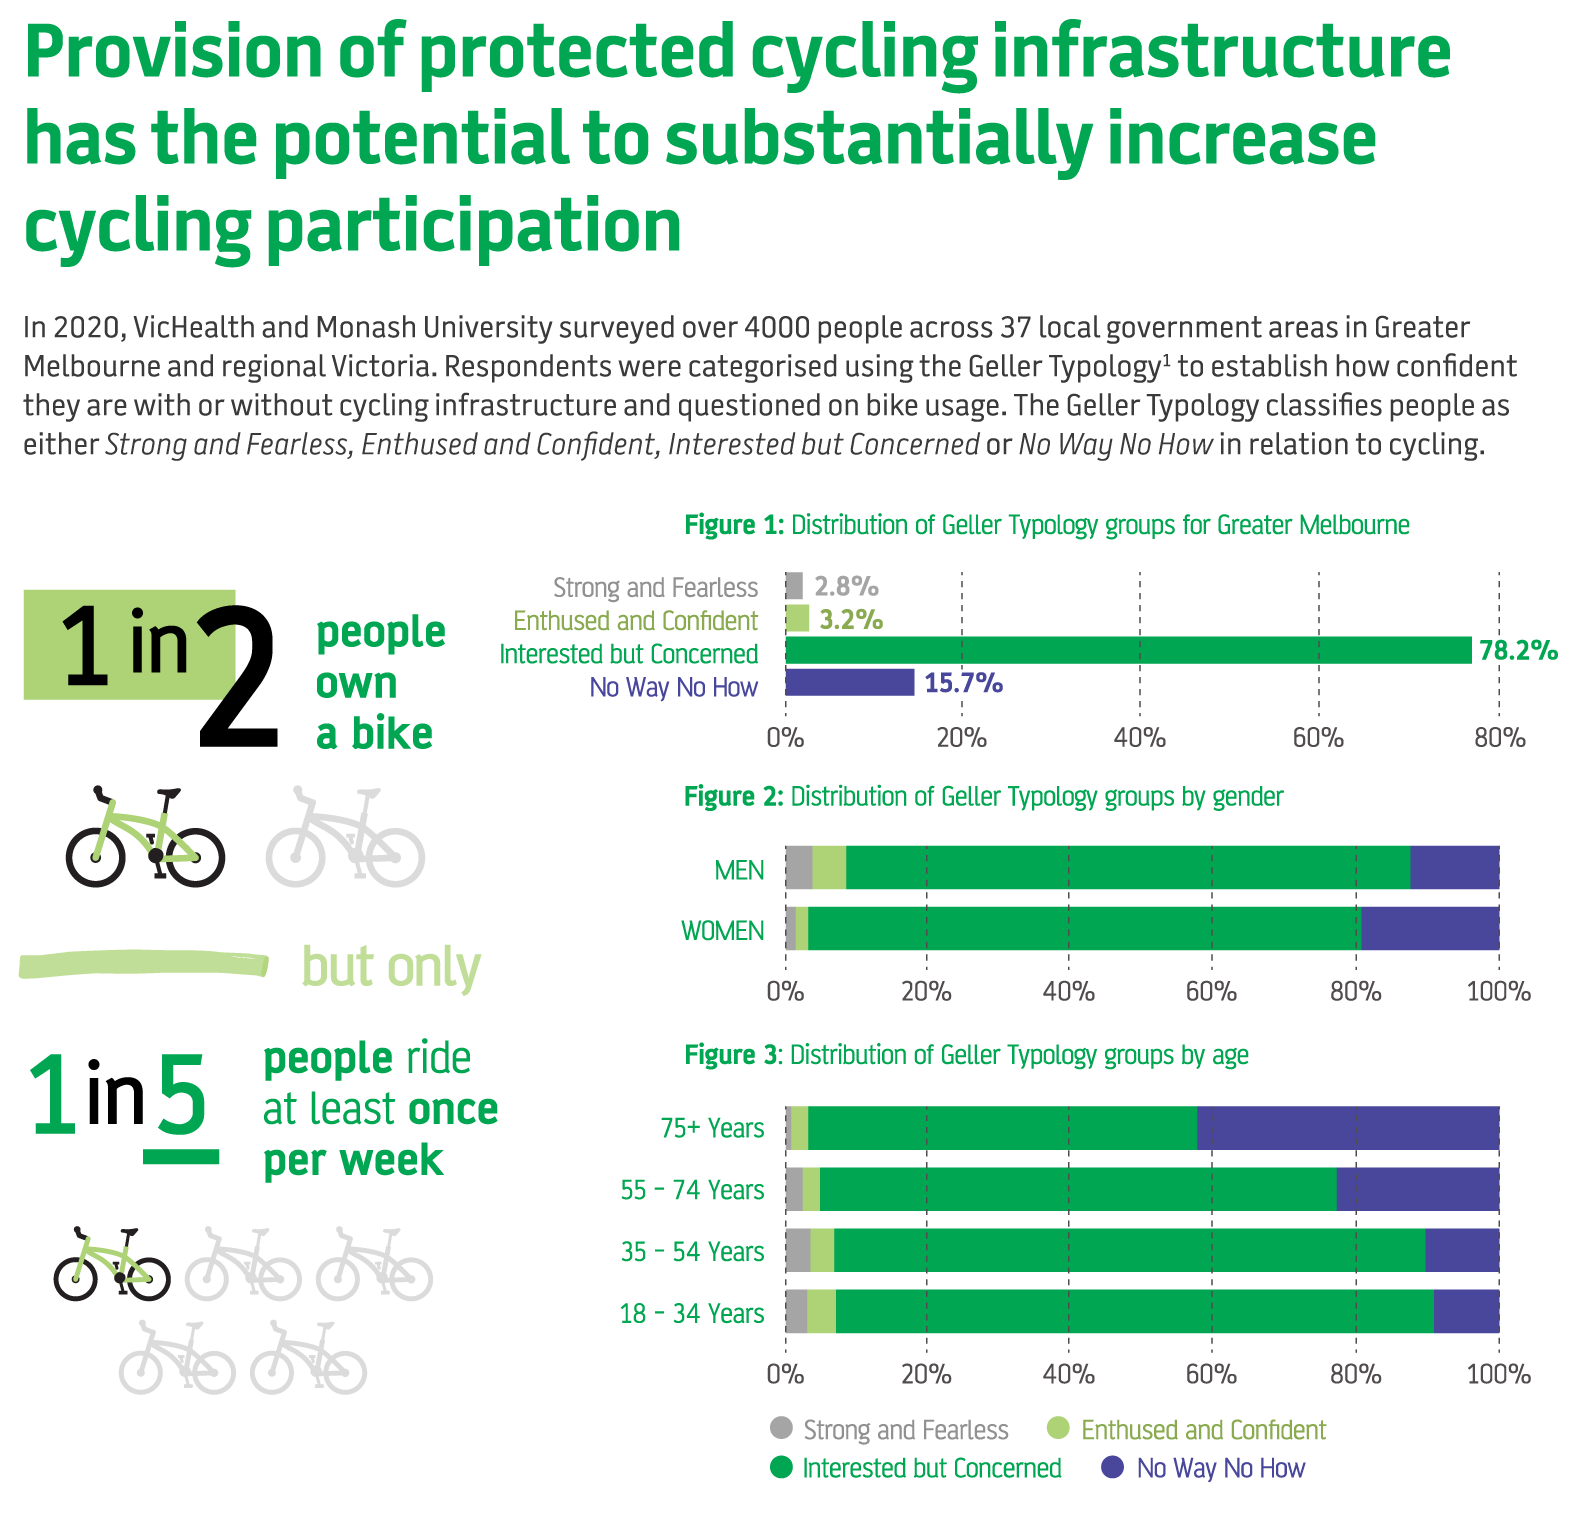 Provision of protected cycling infrastructure
has the potential to substantially increase
cycling participation
In 2020, VicHealth and Monash University surveyed over 4000 people across 37 local government areas in Greater
Melbourne and regional Victoria. Respondents were categorised using the Geller Typology¹ to establish how confident
they are with or without cycling infrastructure and questioned on bike usage. The Geller Typology classifies people as
either Strong and Fearless, Enthused and Confident, Interested but Concerned or No Way No How in relation to cycling.
1 in 2
people
own
a bike
but only
1 in 5
people ride
at least once
per week
Figure 1: Distribution of Geller Typology groups for Greater Melbourne
Strong and Fearless 2.8%
Enthused and Confident 3.2%
Interested but Concerned 78.2%
No Way No How 15.7%
0% 20% 40% 60% 80%
Figure 2: Distribution of Geller Typology groups by gender
MEN
WOMEN
0% 20% 40% 60% 80% 100%
Figure 3: Distribution of Geller Typology groups by age
75+ Years
55 - 74 Years
35 - 54 Years
18 - 34 Years
0% 20% 40% 60% 80% 100%
Strong and Fearless Enthused and Confident
Interested but Concerned No Way No How